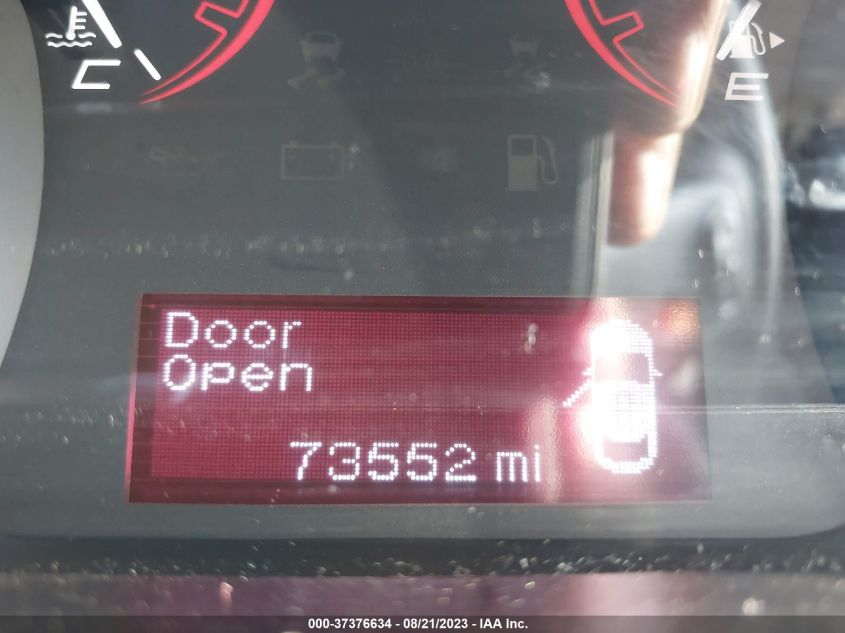 C
E
Door
Open
73552 mi
000-37376634 - 08/21/2023 - IAA Inc.